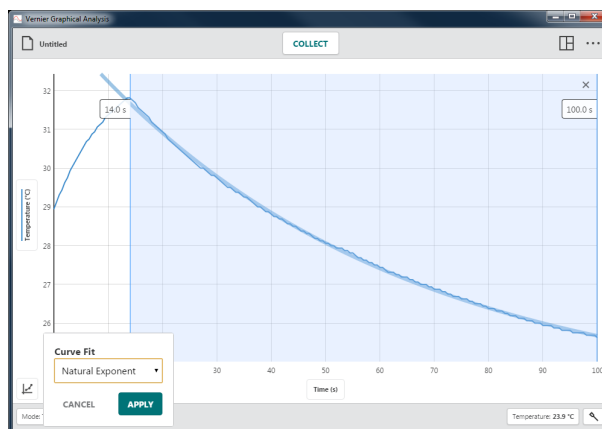 Vernier Graphical Analysis
Untitled
COLLECT
32
31
30
29
28
27
26
14.0 s
100.0 s
Temperature (°C)
30
40
50
60
70
80
90
100
Time (s)
Curve Fit
Natural Exponent
CANCEL
APPLY
Mode:
Temperature: 23.9 °C